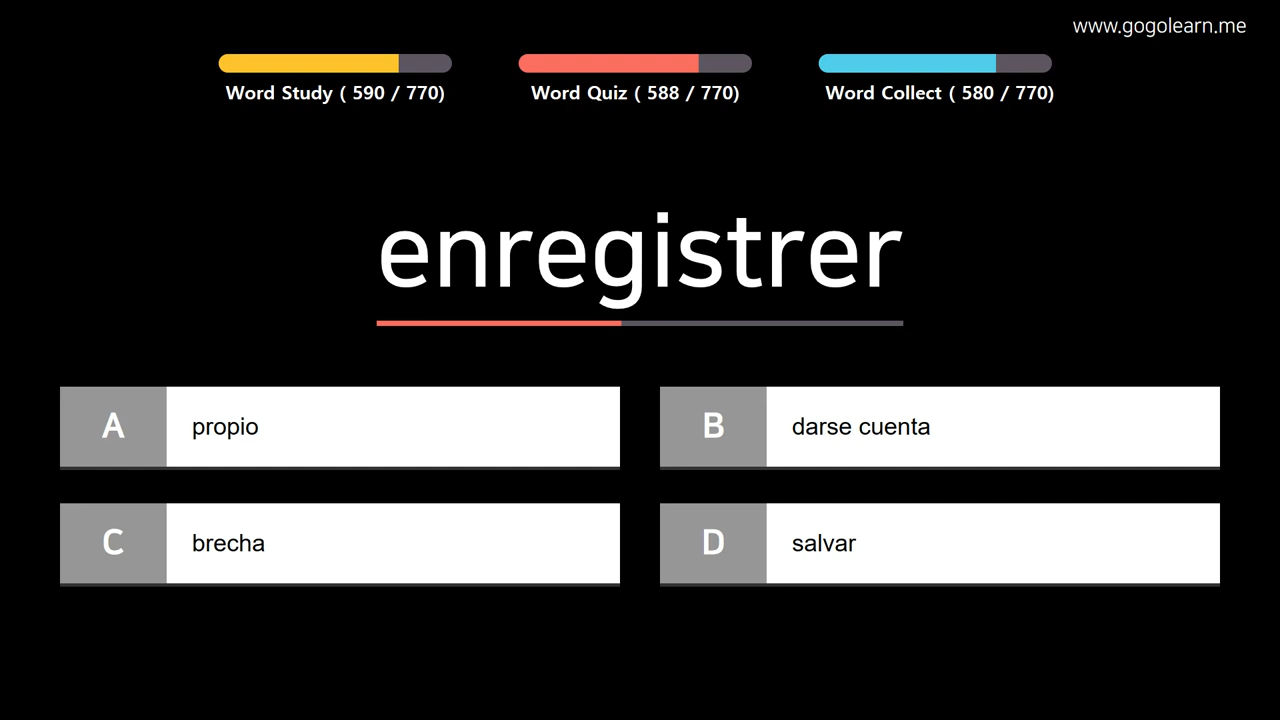 www.gogolearn.me
Word Study ( 590 / 770)
Word Quiz ( 588 / 770)
Word Collect ( 580 / 770)
enregistrer
A propio
B darse cuenta
C brecha
D salvar